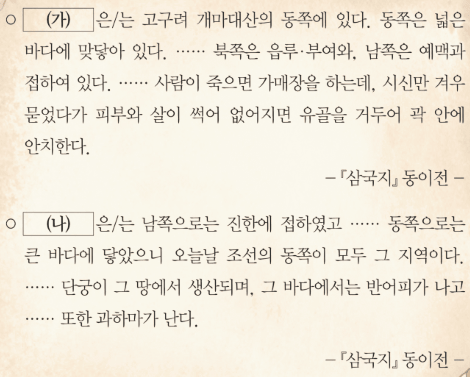 ○ (가) 은/는 고구려 개마대산의 동쪽에 있다. 동쪽은 넓은
바다에 맞닿아 있다. …… 북쪽은 읍루·부여와, 남쪽은 예맥과
접하여 있다. …… 사람이 죽으면 가매장을 하는데, 시신만 겨우
묻었다가 피부와 살이 썩어 없어지면 유골을 거두어 곽 안에
안치한다.
－『삼국지』 동이전－
○ (나) 은/는 남쪽으로는 진한에 접하였고 …… 동쪽으로는
큰 바다에 닿았으니 오늘날 조선의 동쪽이 모두 그 지역이다.
…… 단궁이 그 땅에서 생산되며, 그 바다에서는 반어피가 나고
…… 또한 과하마가 난다.
－『삼국지』 동이전－